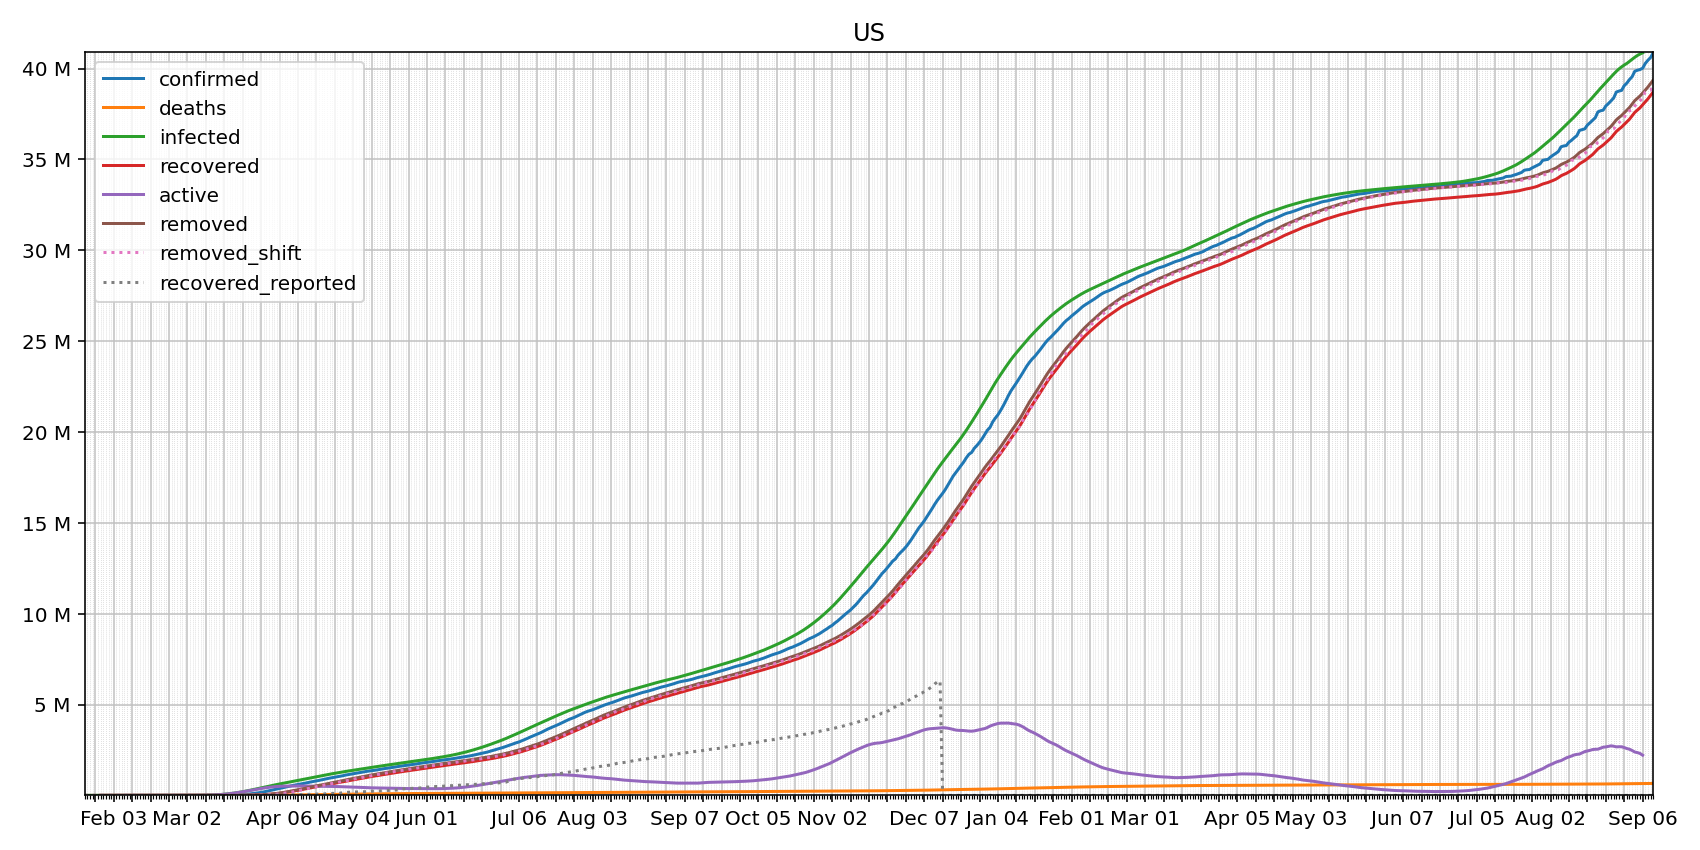 US
40 M
35 M
30 M
25 M
20 M
15 M
10 M
5 M
confirmed
deaths
infected
recovered
active
removed
removed_shift
recovered_reported
Feb 03 Mar 02 Apr 06 May 04 Jun 01 Jul 06 Aug 03 Sep 07 Oct 05 Nov 02 Dec 07 Jan 04 Feb 01 Mar 01 Apr 05 May 03 Jun 07 Jul 05 Aug 02 Sep 06